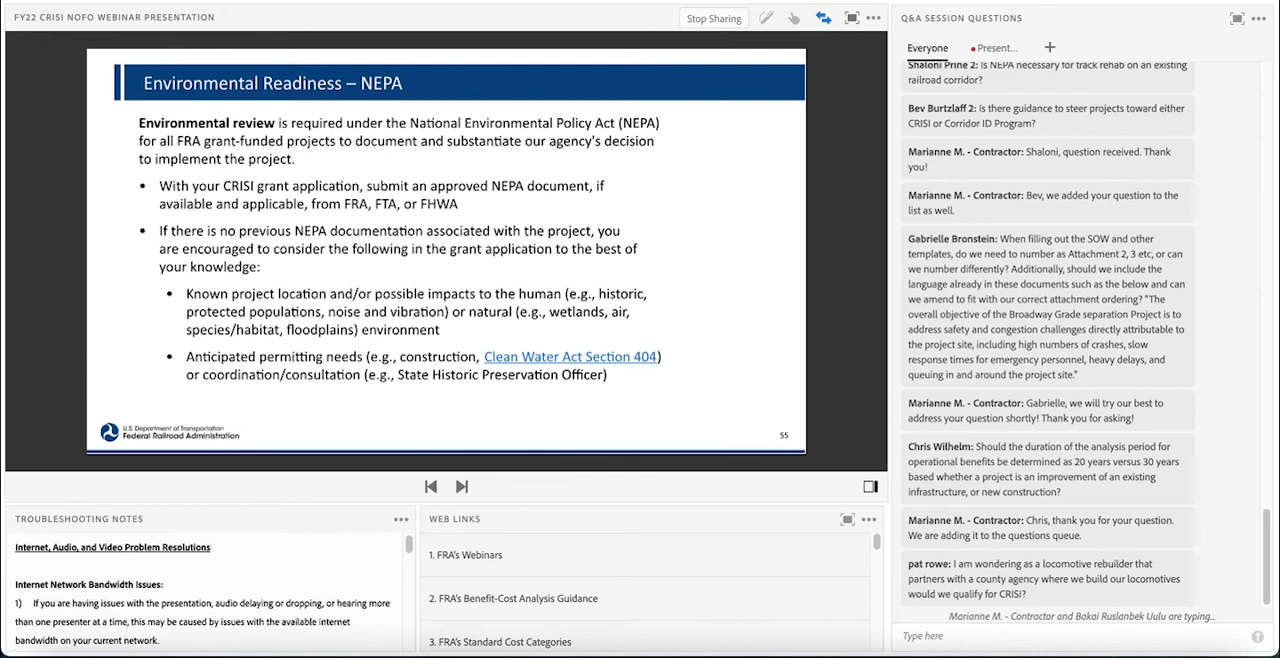 FY22 CRISI NOFO WEBINAR PRESENTATION
Stop Sharing
Environmental Readiness – NEPA
Environmental review is required under the National Environmental Policy Act (NEPA)
for all FRA grant-funded projects to document and substantiate our agency's decision
to implement the project.
• With your CRISI grant application, submit an approved NEPA document, if
available and applicable, from FRA, FTA, or FHWA
• If there is no previous NEPA documentation associated with the project, you
are encouraged to consider the following in the grant application to the best of
your knowledge:
• Known project location and/or possible impacts to the human (e.g., historic,
protected populations, noise and vibration) or natural (e.g., wetlands, air,
species/habitat, floodplains) environment
• Anticipated permitting needs (e.g., construction, Clean Water Act Section 404)
or coordination/consultation (e.g., State Historic Preservation Officer)
U.S. Department of Transportation
Federal Railroad Administration
55
TROUBLESHOOTING NOTES
Internet, Audio, and Video Problem Resolutions
Internet Network Bandwidth Issues:
1) If you are having issues with the presentation, audio delaying or dropping, or hearing more
than one presenter at a time, this may be caused by issues with the available internet
bandwidth on your current network.
WEB LINKS
1. FRA's Webinars
2. FRA's Benefit-Cost Analysis Guidance
3. FRA's Standard Cost Categories
Q&A SESSION QUESTIONS
Everyone
Present...
Shaloni Prine 2: Is NEPA necessary for track rehab on an existing
railroad corridor?
Bev Burtzlaff 2: Is there guidance to steer projects toward either
CRISI or Corridor ID Program?
Marianne M. - Contractor: Shaloni, question received. Thank
you!
Marianne M. - Contractor: Bev, we added your question to the
list as well.
Gabrielle Bronstein: When filling out the SOW and other
templates, do we need to number as Attachment 2, 3 etc, or can
we number differently? Additionally, should we include the
language already in these documents such as the below and can
we amend to fit with our correct attachment ordering? "The
overall objective of the Broadway Grade separation Project is to
address safety and congestion challenges directly attributable to
the project site, including high numbers of crashes, slow
response times for emergency personnel, heavy delays, and
queuing in and around the project site."
Marianne M. - Contractor: Gabrielle, we will try our best to
address your question shortly! Thank you for asking!
Chris Wilhelm: Should the duration of the analysis period for
operational benefits be determined as 20 years versus 30 years
based whether a project is an improvement of an existing
infrastructure, or new construction?
Marianne M. - Contractor: Chris, thank you for your question.
We are adding it to the questions queue.
pat rowe: I am wondering as a locomotive rebuilder that
partners with a county agency where we build our locomotives
would we qualify for CRISI?
Marianne M. - Contractor and Bakai Ruslanbek Uulu are typing...
Type here